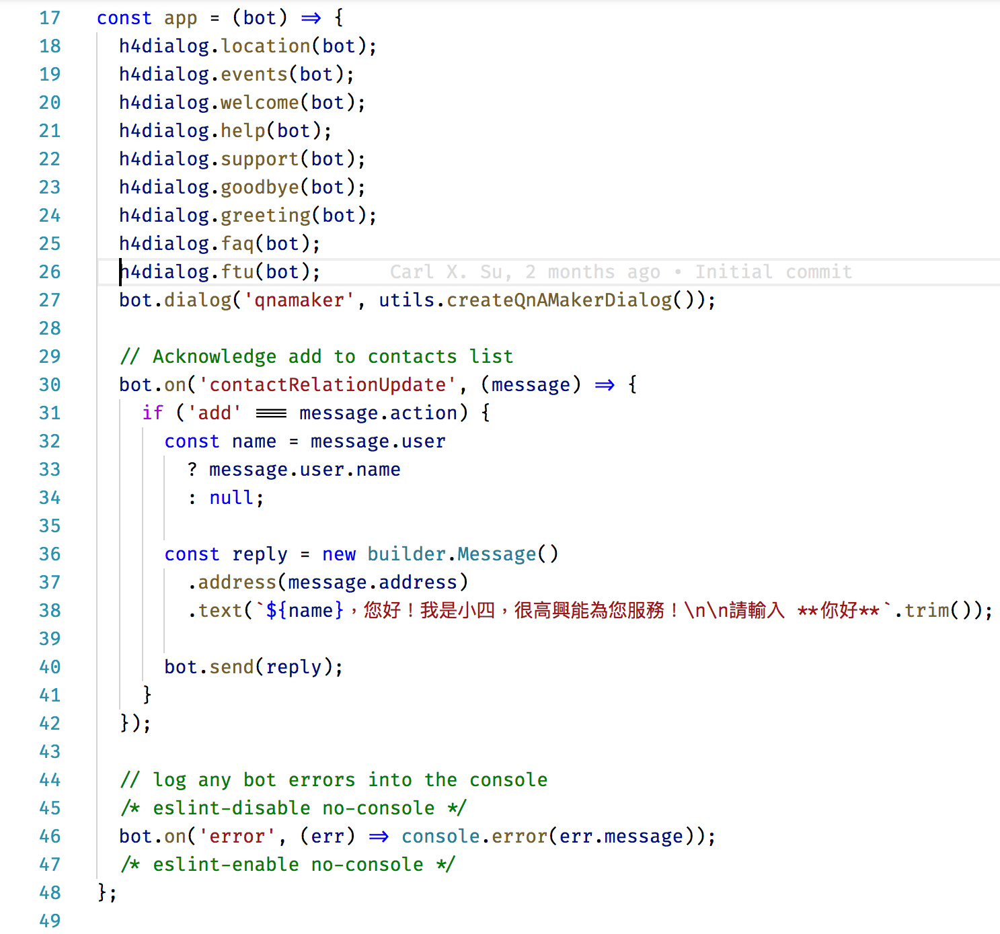 17 const app = (bot) => {
18 h4dialog.location(bot);
19 h4dialog.events(bot);
20 h4dialog.welcome(bot);
21 h4dialog.help(bot);
22 h4dialog.support(bot);
23 h4dialog.goodbye(bot);
24 h4dialog.greeting(bot);
25 h4dialog.faq(bot);
26 h4dialog.ftu(bot); Carl X. Su, 2 months ago • Initial commit
27 bot.dialog('qnamaker', utils.createQnAMakerDialog());
28
29 // Acknowledge add to contacts list
30 bot.on('contactRelationUpdate', (message) => {
31 if ('add' === message.action) {
32 const name = message.user
33 ? message.user.name
34 : null;
35
36 const reply = new builder.Message()
37 .address(message.address)
38 .text(`${name}，您好！我是小四，很高興能為您服務！\n\n請輸入 **你好**`.trim());
39
40 bot.send(reply);
41 }
42 });
43
44 // log any bot errors into the console
45 /* eslint-disable no-console */
46 bot.on('error', (err) => console.error(err.message));
47 /* eslint-enable no-console */
48 };
49